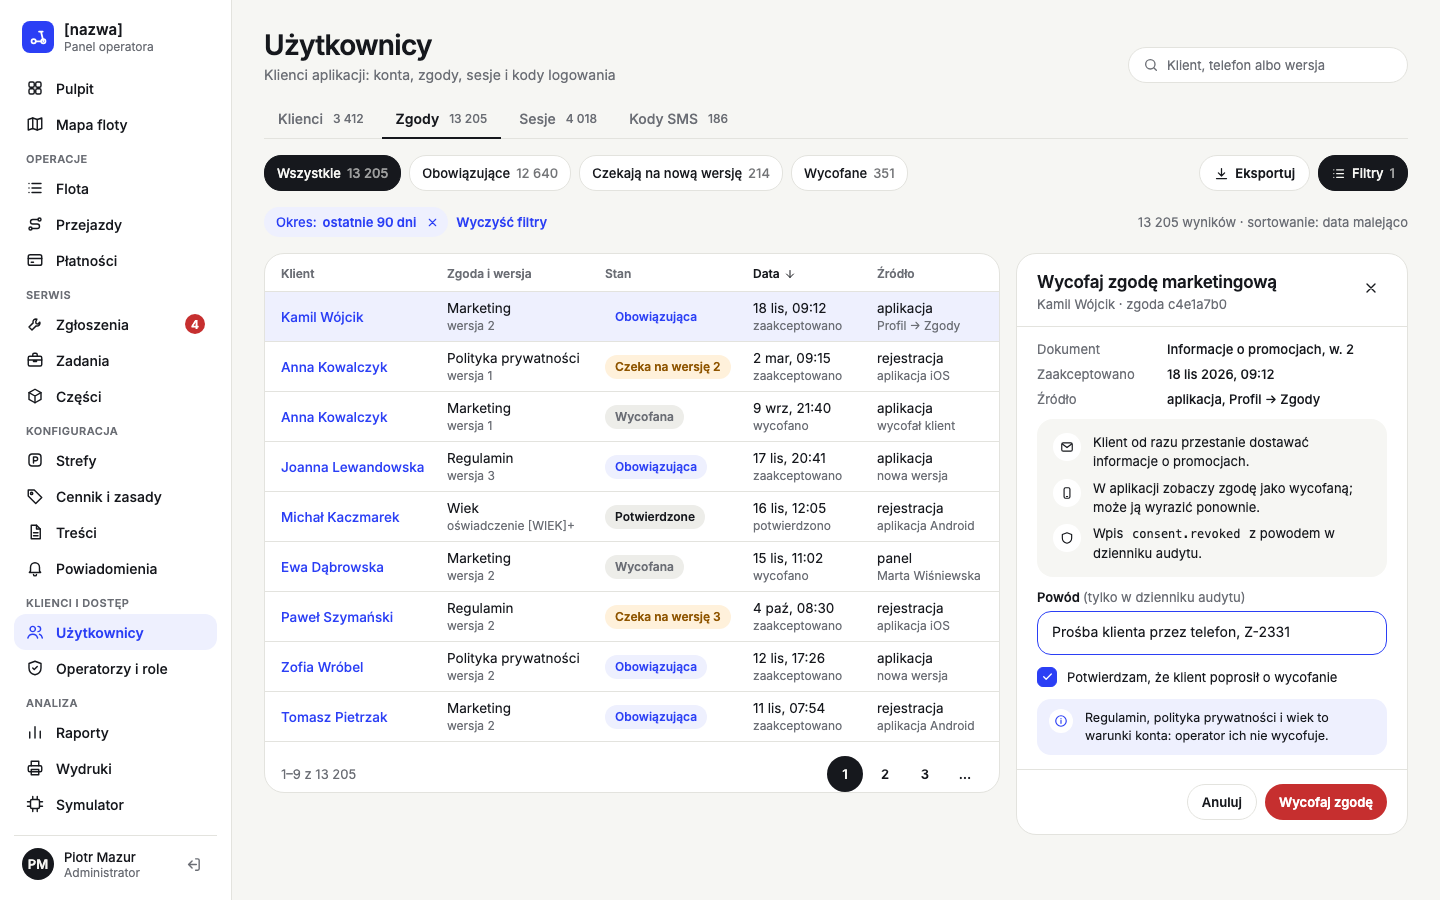 [nazwa]
Panel operatora
Pulpit
Mapa floty
OPERACJE
Flota
Przejazdy
Płatności
SERWIS
Zgłoszenia 4
Zadania
Części
KONFIGURACJA
Strefy
Cennik i zasady
Treści
Powiadomienia
KLIENCI I DOSTĘP
Użytkownicy
Operatorzy i role
ANALIZA
Raporty
Wydruki
Symulator
PM
Piotr Mazur
Administrator
Użytkownicy
Klienci aplikacji: konta, zgody, sesje i kody logowania
Klient, telefon albo wersja
Klienci 3 412 Zgody 13 205 Sesje 4 018 Kody SMS 186
Wszystkie 13 205 Obowiązujące 12 640 Czekają na nową wersję 214 Wycofane 351 Eksportuj Filtry 1
Okres: ostatnie 90 dni Wyczyść filtry 13 205 wyników · sortowanie: data malejąco
Klient Zgoda i wersja Stan Data ↓ Źródło
Kamil Wójcik Marketing Obowiązująca 18 lis, 09:12 aplikacja
wersja 2 zaakceptowano Profil → Zgody
Anna Kowalczyk Polityka prywatności Czeka na wersję 2 2 mar, 09:15 rejestracja
wersja 1 zaakceptowano aplikacja iOS
Anna Kowalczyk Marketing Wycofana 9 wrz, 21:40 aplikacja
wersja 1 wycofano wycofał klient
Joanna Lewandowska Regulamin Obowiązująca 17 lis, 20:41 aplikacja
wersja 3 zaakceptowano nowa wersja
Michał Kaczmarek Wiek Potwierdzone 16 lis, 12:05 rejestracja
oświadczenie [WIEK]+ potwierdzono aplikacja Android
Ewa Dąbrowska Marketing Wycofana 15 lis, 11:02 panel
wersja 2 wycofano Marta Wiśniewska
Paweł Szymański Regulamin Czeka na wersję 3 4 paź, 08:30 rejestracja
wersja 2 zaakceptowano aplikacja iOS
Zofia Wróbel Polityka prywatności Obowiązująca 12 lis, 17:26 aplikacja
wersja 2 zaakceptowano nowa wersja
Tomasz Pietrzak Marketing Obowiązująca 11 lis, 07:54 rejestracja
wersja 2 zaakceptowano aplikacja Android
1–9 z 13 205 1 2 3 ...
Wycofaj zgodę marketingową
Kamil Wójcik · zgoda c4e1a7b0
Dokument Informacje o promocjach, w. 2
Zaakceptowano 18 lis 2026, 09:12
Źródło aplikacja, Profil → Zgody
Klient od razu przestanie dostawać
informacje o promocjach.
W aplikacji zobaczy zgodę jako wycofaną;
może ją wyrazić ponownie.
Wpis consent.revoked z powodem w
dzienniku audytu.
Powód (tylko w dzienniku audytu)
Prośba klienta przez telefon, Z-2331
Potwierdzam, że klient poprosił o wycofanie
Regulamin, polityka prywatności i wiek to
warunki konta: operator ich nie wycofuje.
Anuluj Wycofaj zgodę